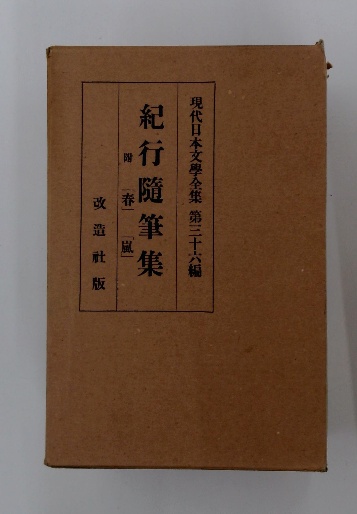 現代日本文學全集 第三十六編
紀行隨筆集
附「春」「嵐」
改造社版